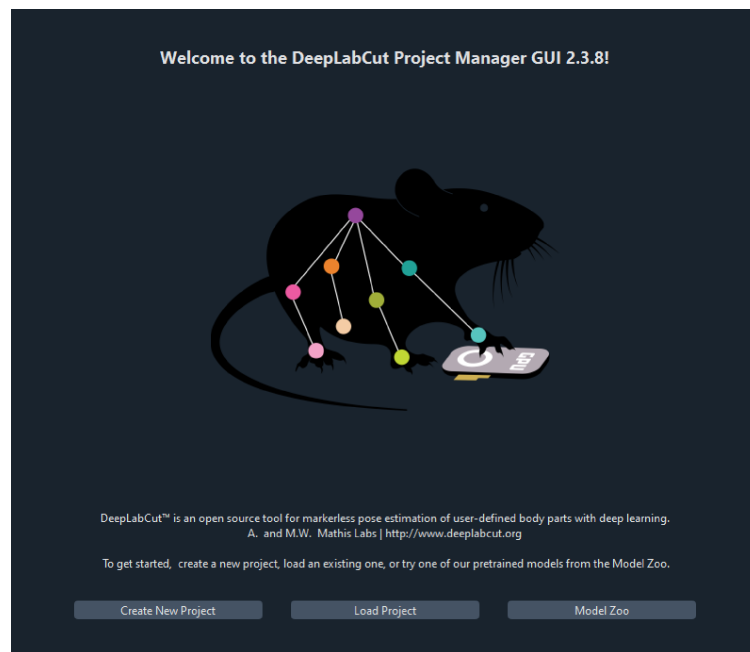 Welcome to the DeepLabCut Project Manager GUI 2.3.8!
GPU
DeepLabCut™ is an open source tool for markerless pose estimation of user-defined body parts with deep learning.
A. and M.W. Mathis Labs | http://www.deeplabcut.org
To get started, create a new project, load an existing one, or try one of our pretrained models from the Model Zoo.
Create New Project
Load Project
Model Zoo